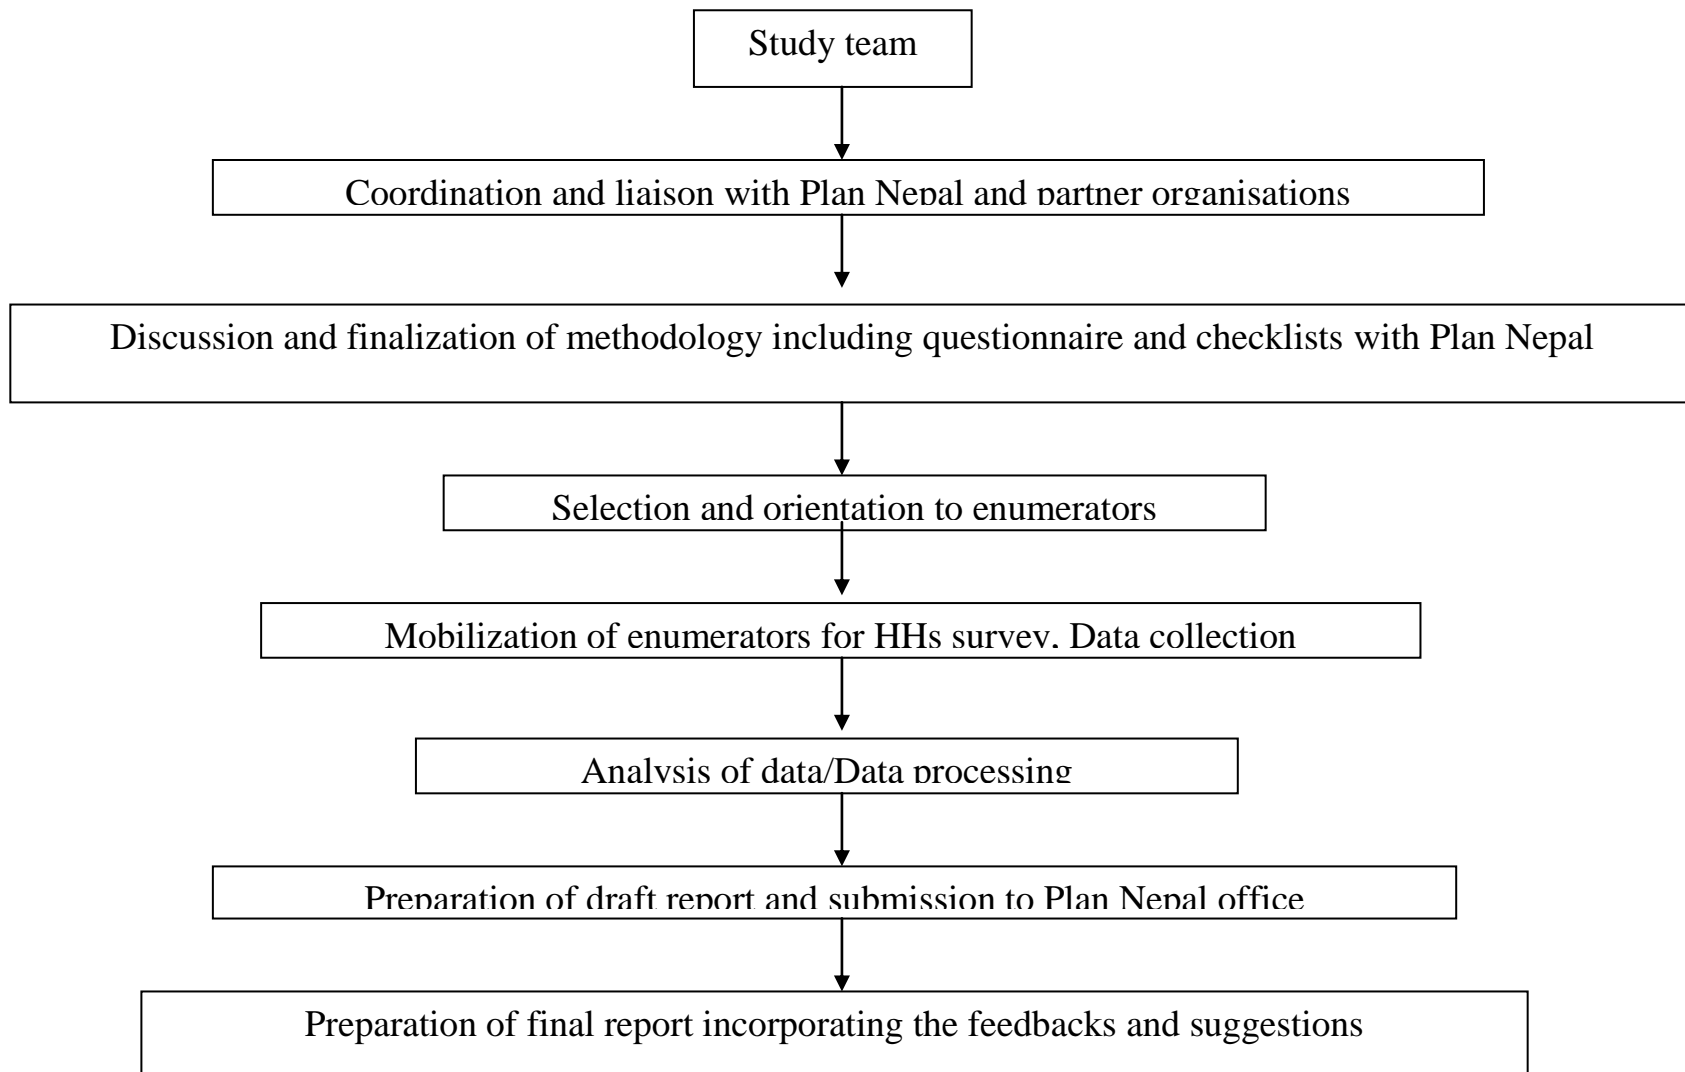 Study team
Coordination and liaison with Plan Nepal and partner organisations
Discussion and finalization of methodology including questionnaire and checklists with Plan Nepal
Selection and orientation to enumerators
Mobilization of enumerators for HHs survey, Data collection
Analysis of data/Data processing
Preparation of draft report and submission to Plan Nepal office
Preparation of final report incorporating the feedbacks and suggestions